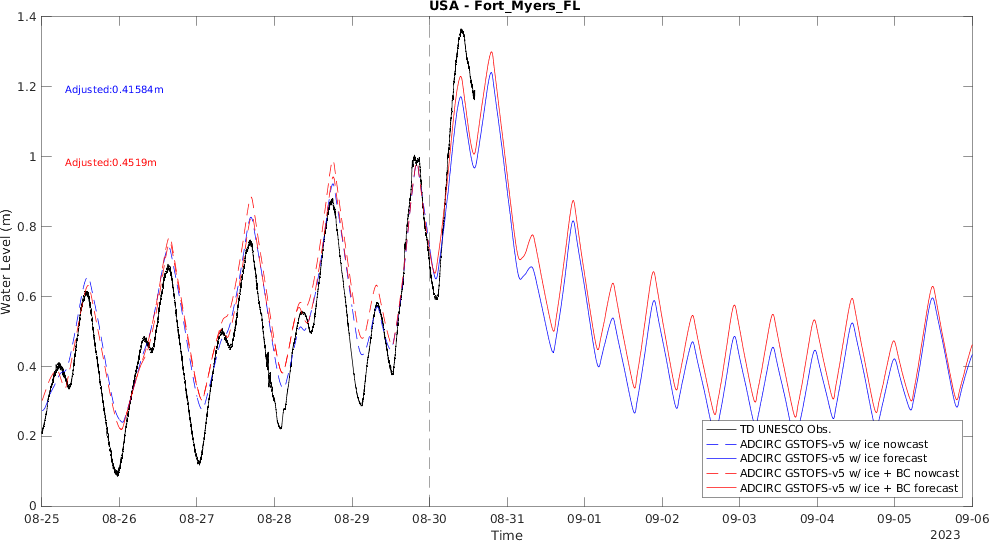 USA - Fort_Myers_FL
1.4
1.2
1
0.8
0.6
0.4
0.2
0
Water Level (m)
Adjusted:0.41584m
Adjusted:0.4519m
TD UNESCO Obs.
ADCIRC GSTOFS-v5 w/ ice nowcast
ADCIRC GSTOFS-v5 w/ ice forecast
ADCIRC GSTOFS-v5 w/ ice + BC nowcast
ADCIRC GSTOFS-v5 w/ ice + BC forecast
08-25 08-26 08-27 08-28 08-29 08-30 08-31 09-01 09-02 09-03 09-04 09-05 09-06
Time
2023